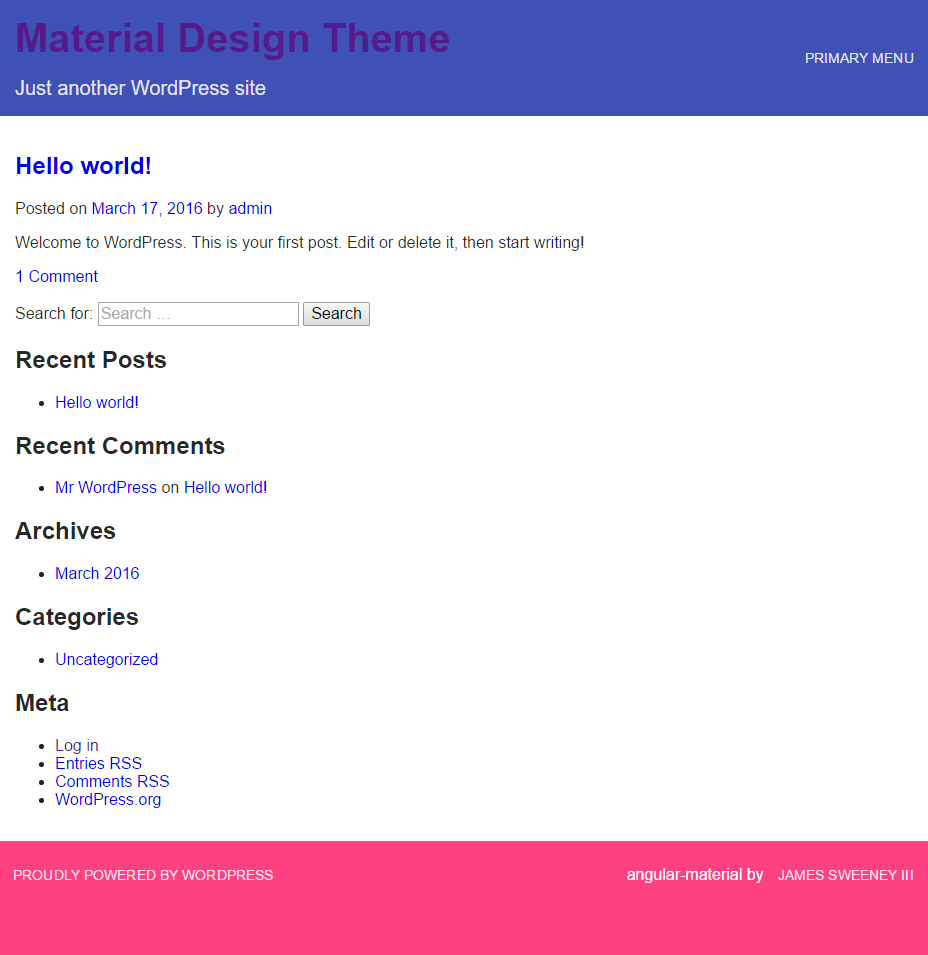 Material Design Theme
PRIMARY MENU
Just another WordPress site
Hello world!
Posted on March 17, 2016 by admin
Welcome to WordPress. This is your first post. Edit or delete it, then start writing!
1 Comment
Search for: Search … Search
Recent Posts
Hello world!
Recent Comments
Mr WordPress on Hello world!
Archives
March 2016
Categories
Uncategorized
Meta
Log in
Entries RSS
Comments RSS
WordPress.org
PROUDLY POWERED BY WORDPRESS angular-material by JAMES SWEENEY III